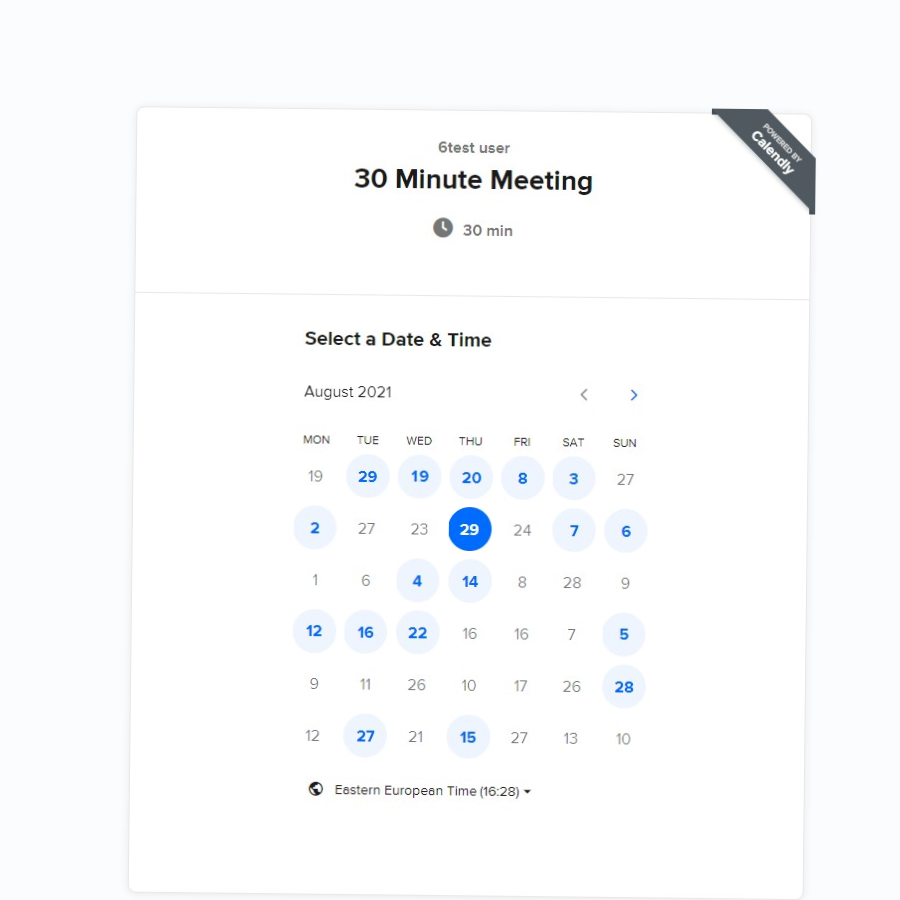 POWERED BY
Calendly
6test user
30 Minute Meeting
30 min
Select a Date & Time
August 2021
MON TUE WED THU FRI SAT SUN
19 29 19 20 8 3 27
2 27 23 29 24 7 6
1 6 4 14 8 28 9
12 16 22 16 16 7 5
9 11 26 10 17 26 28
12 27 21 15 27 13 10
Eastern European Time (16:28)